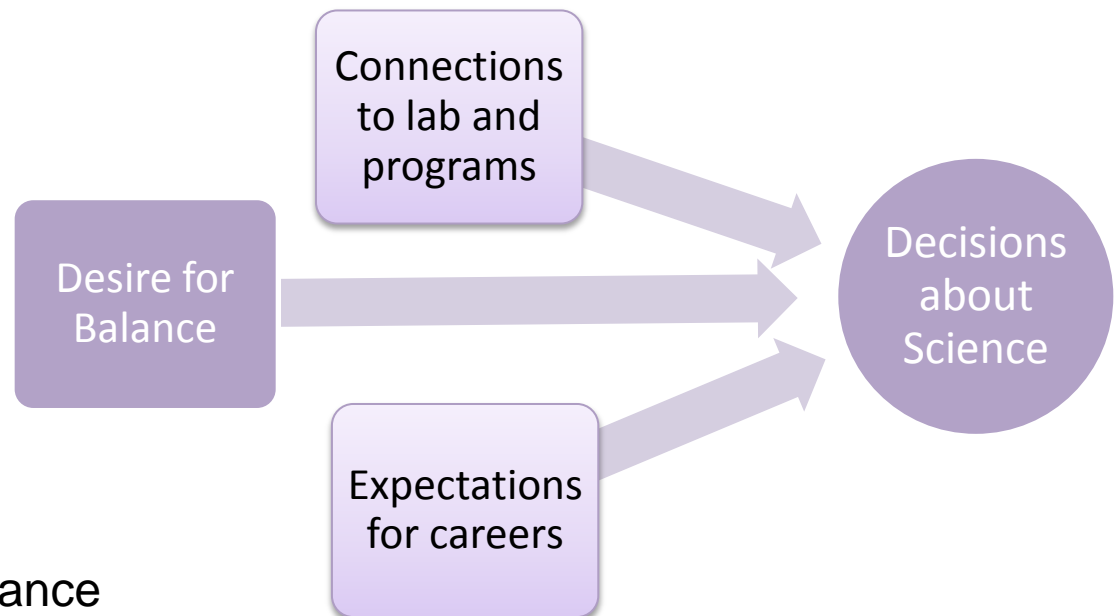 Connections
to lab and
programs
Desire for
Balance
Decisions
about
Science
Expectations
for careers